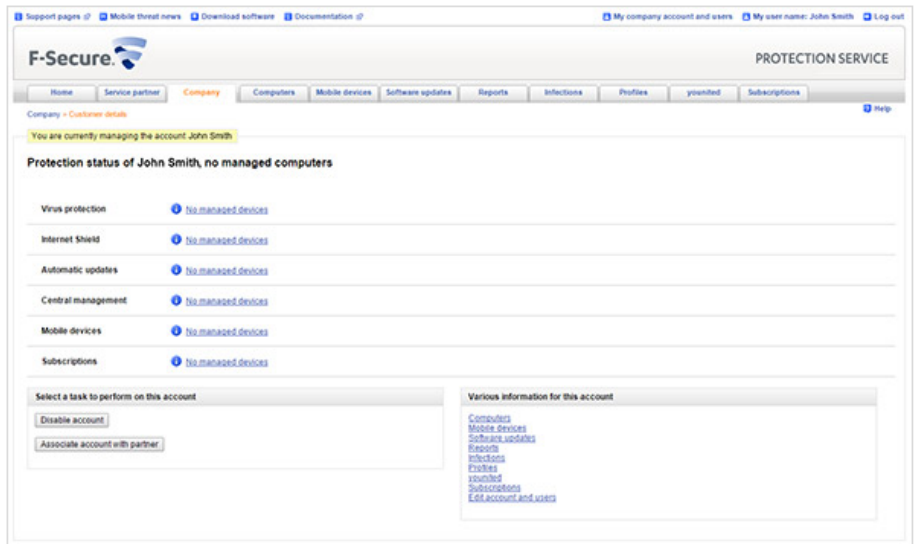 Support pages Mobile threat news Download software Documentation My company account and users My user name: John Smith Log out
F-Secure.
PROTECTION SERVICE
Home Service partner Company Computers Mobile devices Software updates Reports Infections Profiles younited Subscriptions
Company > Customer details Help
You are currently managing the account John Smith
Protection status of John Smith, no managed computers
Virus protection No managed devices
Internet Shield No managed devices
Automatic updates No managed devices
Central management No managed devices
Mobile devices No managed devices
Subscriptions No managed devices
Select a task to perform on this account
Disable account
Associate account with partner
Various information for this account
Computers
Mobile devices
Software updates
Reports
Infections
Profiles
younited
Subscriptions
Edit account and users